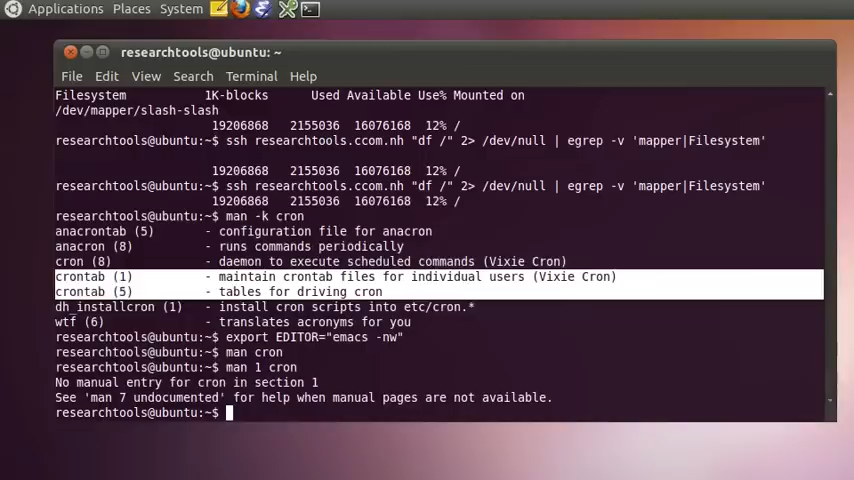 Applications Places System
researchtools@ubuntu: ~
File Edit View Search Terminal Help
Filesystem 1K-blocks Used Available Use% Mounted on
/dev/mapper/slash-slash
19206868 2155036 16076168 12% /
researchtools@ubuntu:~$ ssh researchtools.ccom.nh "df /" 2> /dev/null | egrep -v 'mapper|Filesystem'
19206868 2155036 16076168 12% /
researchtools@ubuntu:~$ ssh researchtools.ccom.nh "df /" 2> /dev/null | egrep -v 'mapper|Filesystem'
19206868 2155036 16076168 12% /
researchtools@ubuntu:~$ man -k cron
anacrontab (5) - configuration file for anacron
anacron (8) - runs commands periodically
cron (8) - daemon to execute scheduled commands (Vixie Cron)
crontab (1) - maintain crontab files for individual users (Vixie Cron)
crontab (5) - tables for driving cron
dh_installcron (1) - install cron scripts into etc/cron.*
wtf (6) - translates acronyms for you
researchtools@ubuntu:~$ export EDITOR="emacs -nw"
researchtools@ubuntu:~$ man cron
researchtools@ubuntu:~$ man 1 cron
No manual entry for cron in section 1
See 'man 7 undocumented' for help when manual pages are not available.
researchtools@ubuntu:~$